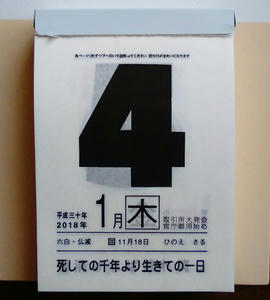 4
平成三十年
2018年
1月 木
取引所大発会
官庁御用始め
六白・仏滅 旧 11月18日 ひのえ さる
死しての千年より生きての一日